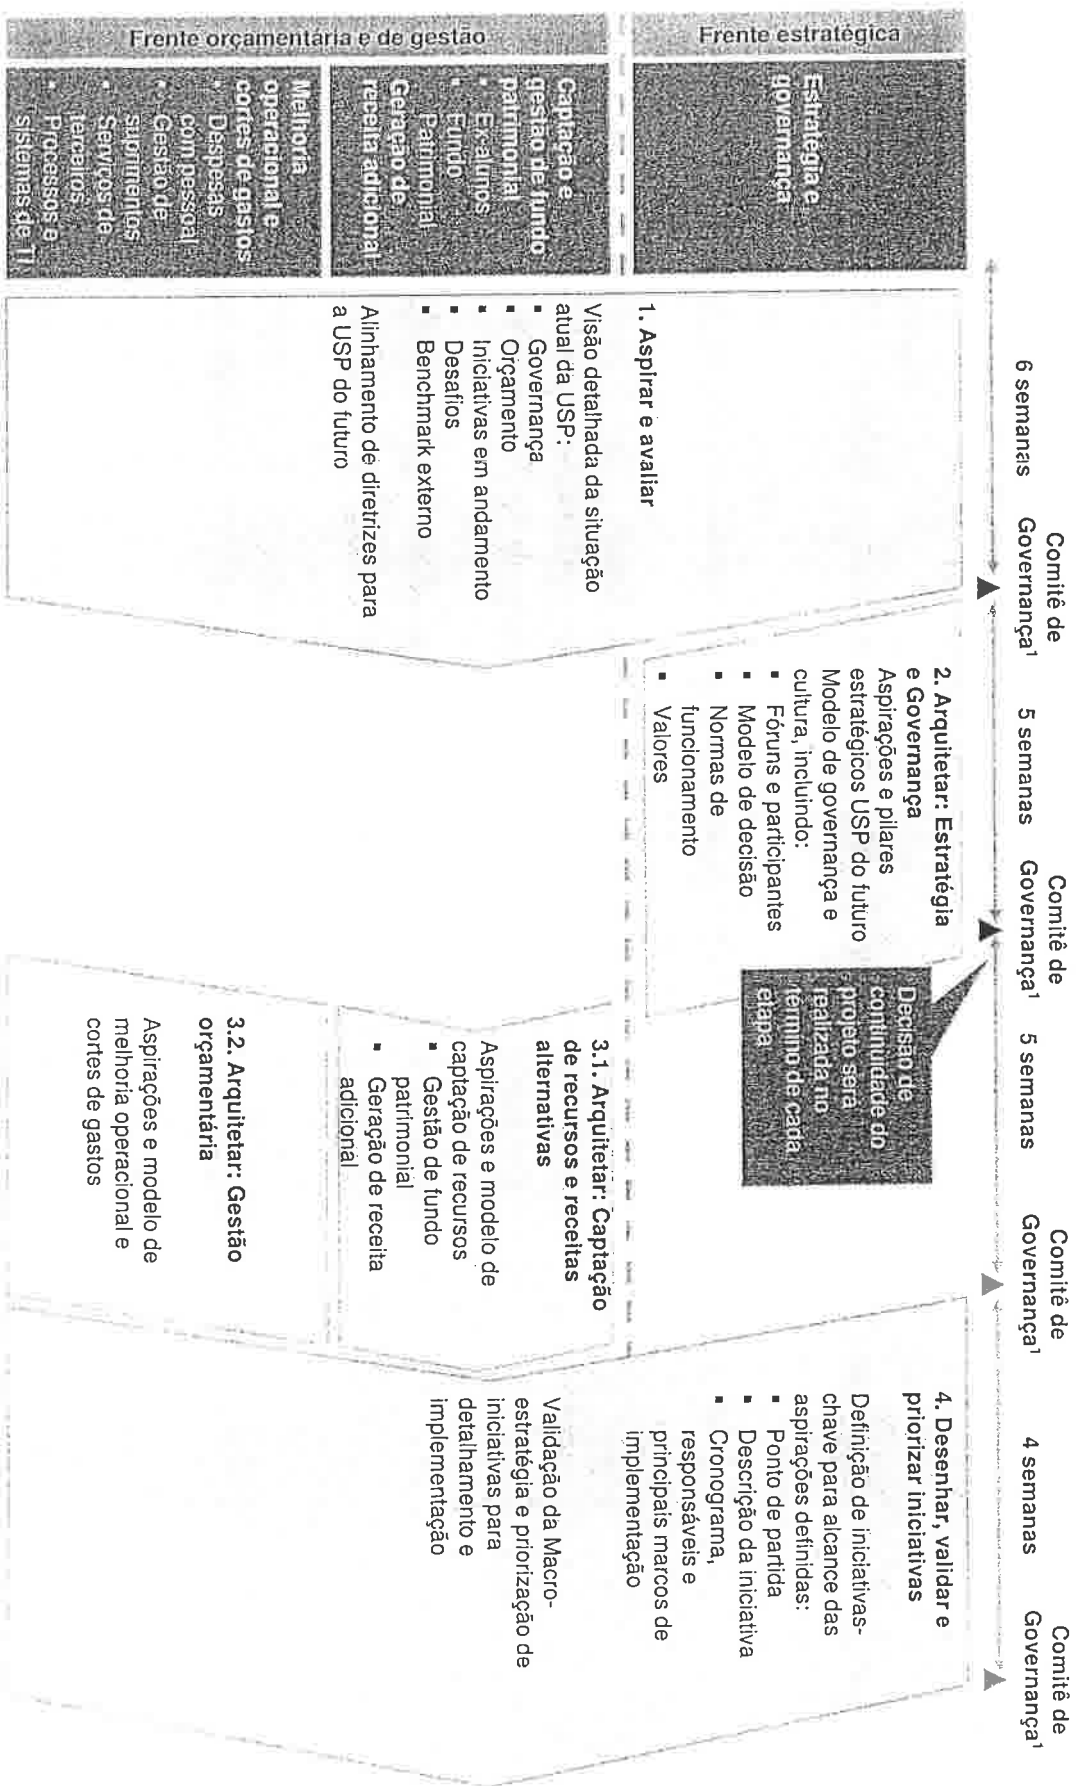 6 semanas
Comitê de
Governança¹
5 semanas
Comitê de
Governança¹
5 semanas
Comitê de
Governança¹
4 semanas
Comitê de
Governança¹
Frente estratégica
Estratégia e
governança
Frente orçamentária e de gestão
Captação e
gestão de fundo
patrimonial
▪ Ex-alunos
▪ Fundo
Patrimonial
Geração de
receita adicional
Melhoria
operacional e
cortes de gastos
▪ Despesas
com pessoal
▪ Gestão de
suprimentos
▪ Serviços de
terceiros
▪ Processos e
sistemas de TI
1. Aspirar e avaliar
Visão detalhada da situação
atual da USP:
▪ Governança
▪ Orçamento
▪ Iniciativas em andamento
▪ Desafios
▪ Benchmark externo
Alinhamento de diretrizes para
a USP do futuro
2. Arquitetar: Estratégia
e Governança
Aspirações e pilares
estratégicos USP do futuro
Modelo de governança e
cultura, incluindo:
▪ Fóruns e participantes
▪ Modelo de decisão
▪ Normas de
funcionamento
▪ Valores
Decisão de
continuidade do
projeto será
realizada no
término de cada
etapa
3.1. Arquitetar: Captação
de recursos e receitas
alternativas
Aspirações e modelo de
captação de recursos
▪ Gestão de fundo
patrimonial
▪ Geração de receita
adicional
3.2. Arquitetar: Gestão
orçamentária
Aspirações e modelo de
melhoria operacional e
cortes de gastos
4. Desenhar, validar e
priorizar iniciativas
Definição de iniciativas-
chave para alcance das
aspirações definidas:
▪ Ponto de partida
▪ Descrição da iniciativa
▪ Cronograma,
responsáveis e
principais marcos de
implementação
Validação da Macro-
estratégia e priorização de
iniciativas para
detalhamento e
implementação